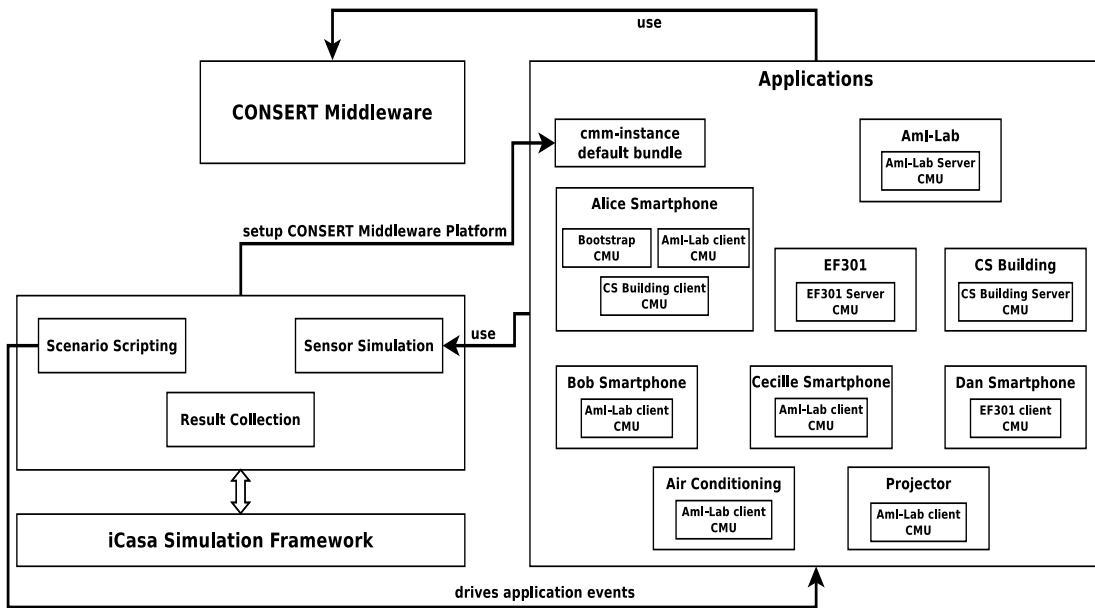 use
CONSERT Middleware
Applications
cmm-instance
default bundle
AmI-Lab
AmI-Lab Server
CMU
Alice Smartphone
Bootstrap
CMU
AmI-Lab client
CMU
CS Building client
CMU
setup CONSERT Middleware Platform
EF301
EF301 Server
CMU
CS Building
CS Building Server
CMU
Scenario Scripting
Sensor Simulation
use
Result Collection
Bob Smartphone
AmI-Lab client
CMU
Cecille Smartphone
AmI-Lab client
CMU
Dan Smartphone
EF301 client
CMU
Air Conditioning
AmI-Lab client
CMU
Projector
AmI-Lab client
CMU
iCasa Simulation Framework
drives application events